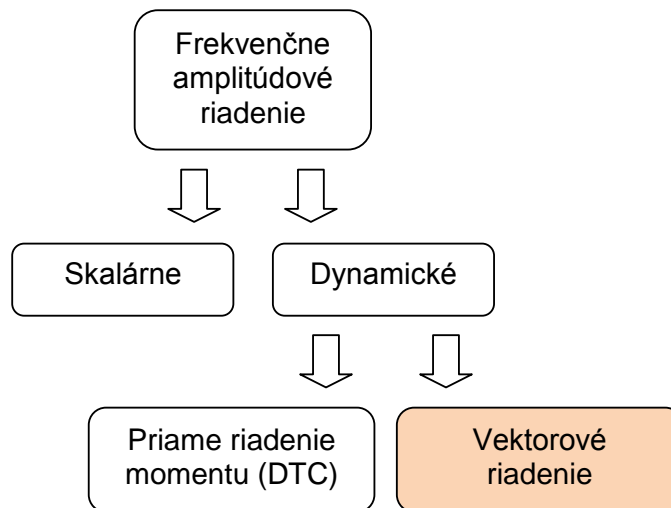 Frekvenčne
amplitúdové
riadenie
Skalárne
Dynamické
Priame riadenie
momentu (DTC)
Vektorové
riadenie